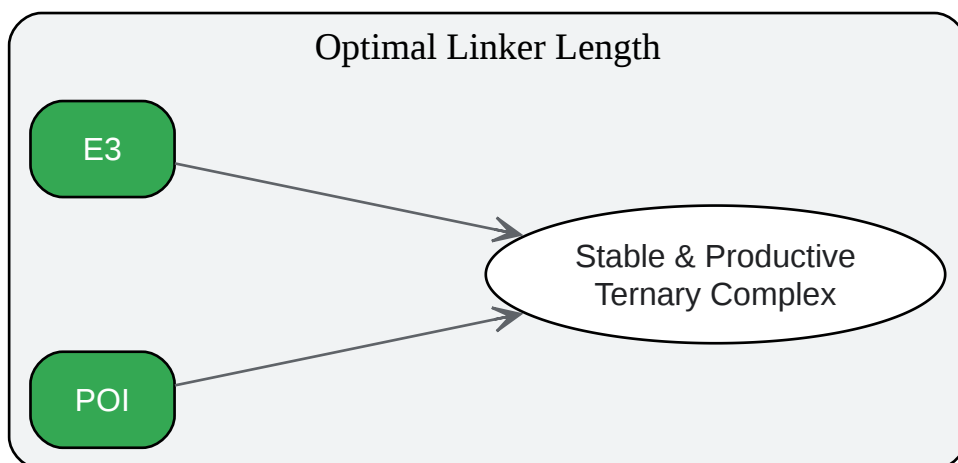 Optimal Linker Length
E3
Stable & Productive
Ternary Complex
POI